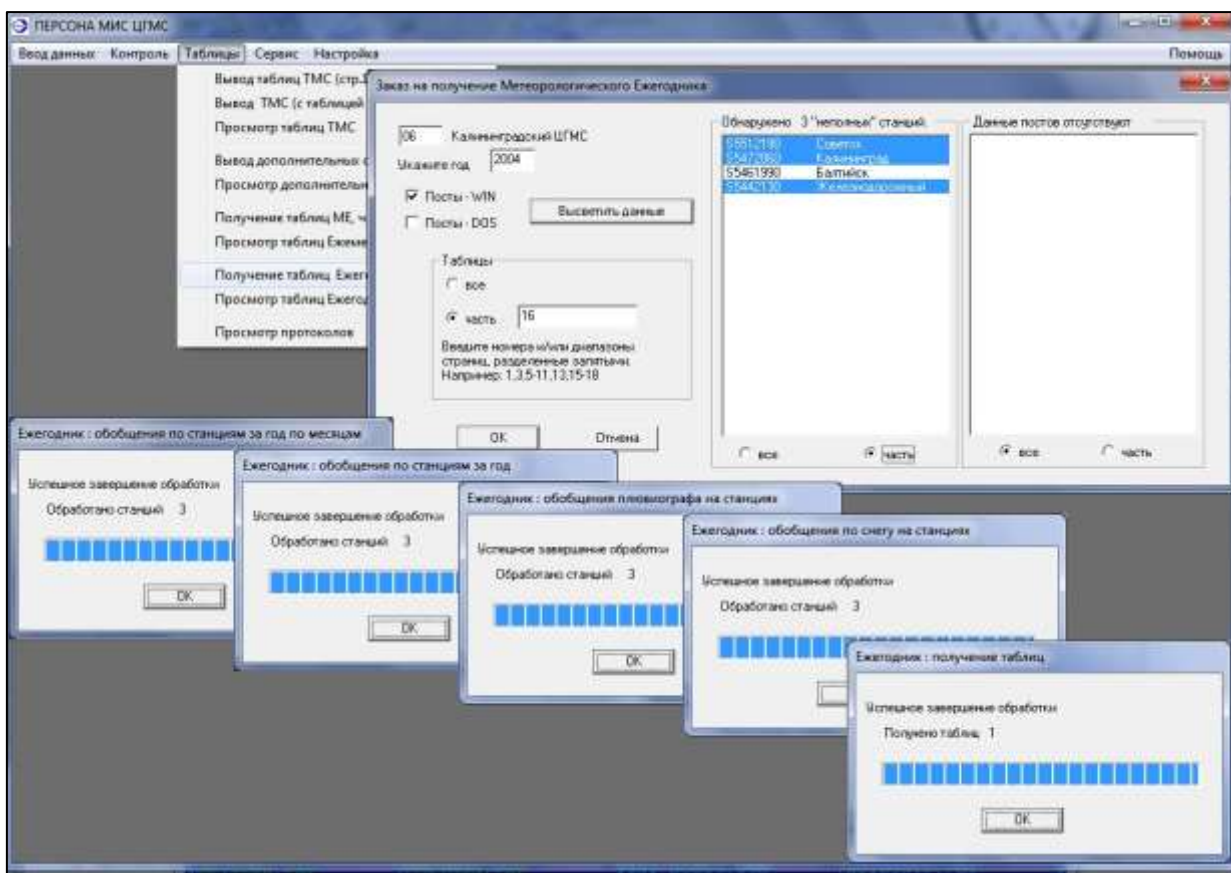 ПЕРСОНА МИС ЦГМС
Ввод данных Контроль Таблицы Сервис Настройка Помощь
Вывод таблиц ТМС (стр.
Вывод ТМС (с таблицей
Просмотр таблиц ТМС
Вывод дополнительных с
Просмотр дополнительн
Получение таблиц МЕ, ч
Просмотр таблиц Ежеме
Получение таблиц Ежег
Просмотр таблиц Ежегод
Просмотр протоколов
Заказ на получение Метеорологического Ежегодника
06 Калининградский ЦГМС
Укажите год 2004
Посты - WIN
Посты - DOS
Высветить данные
Таблицы
все
часть 16
Введите номера и/или диапазоны
страниц, разделенные запятыми.
Например: 1,3,5-11,13,15-18
OK Отмена
Обнаружено 3 "неполных" станций.
Советск
Калининград
S5461990 Балтийск
S5442130 Железнодорожный
все часть
Данные постов отсутствуют
все часть
Ежегодник : обобщения по станциям за год по месяцам
Успешное завершение обработки
Обработано станций 3
OK
Ежегодник : обобщения по станциям за год
Успешное завершение обработки
Обработано станций 3
OK
Ежегодник : обобщения плювиографа на станциях
Успешное завершение обработки
Обработано станций 3
OK
Ежегодник : обобщения по снегу на станциях
Успешное завершение обработки
Обработано станций 3
Ежегодник : получение таблиц
Успешное завершение обработки
Получено таблиц 1
OK